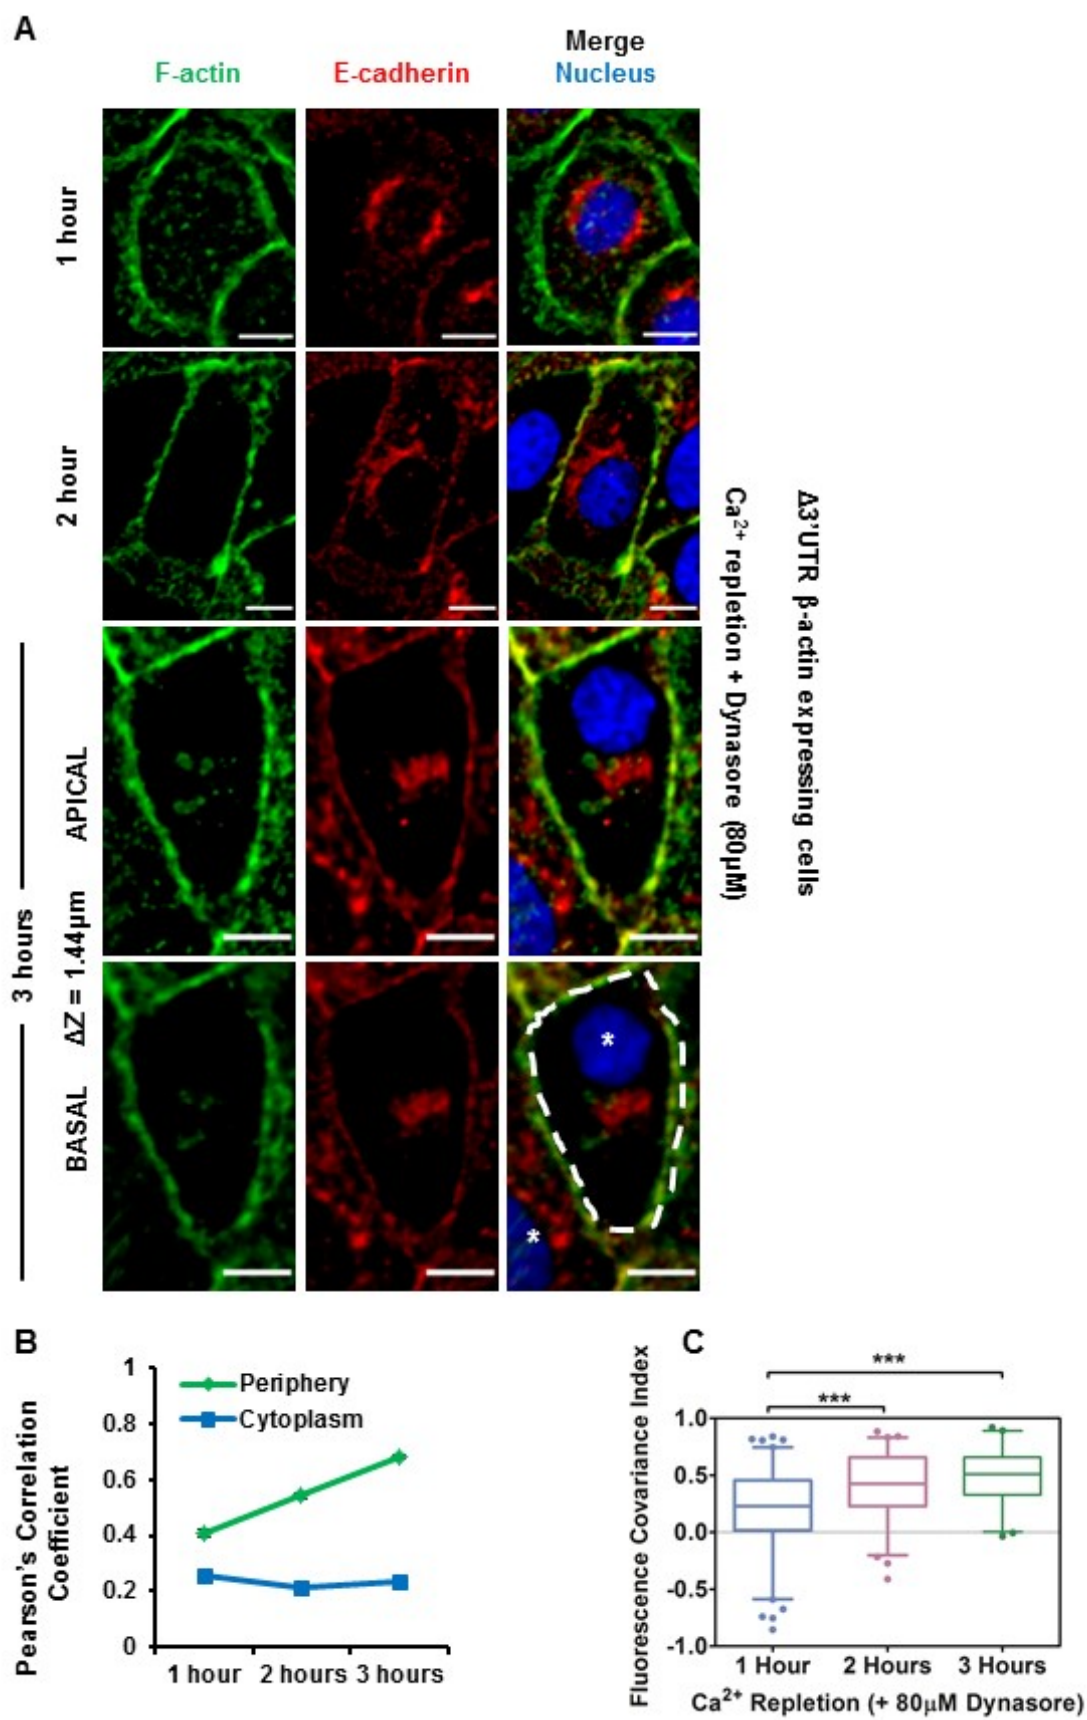 A
F-actin
E-cadherin
Merge
Nucleus
1 hour
2 hour
3 hours
APICAL
ΔZ = 1.44μm
BASAL
*
*
Ca2+ repletion + Dynasore (80μM)
Δ3'UTR β-actin expressing cells
B
Pearson's Correlation
Coefficient
1
0.8
0.6
0.4
0.2
0
Periphery
Cytoplasm
1 hour 2 hours 3 hours
C
Fluorescence Covariance Index
***
***
1.0
0.5
0.0
-0.5
-1.0
1 Hour 2 Hours 3 Hours
Ca2+ Repletion (+ 80μM Dynasore)